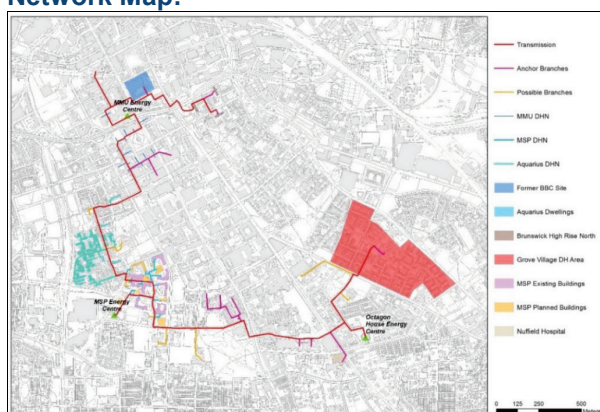 Network Map:
MMU Energy
Centre
MSP Energy
Centre
Octagon
House Energy
Centre
Transmission
Anchor Branches
Possible Branches
MMU DHN
MSP DHN
Aquarius DHN
Former BBC Site
Aquarius Dwellings
Brunswick High Rise North
Grove Village DH Area
MSP Existing Buildings
MSP Planned Buildings
Nuffield Hospital
0 125 250 500